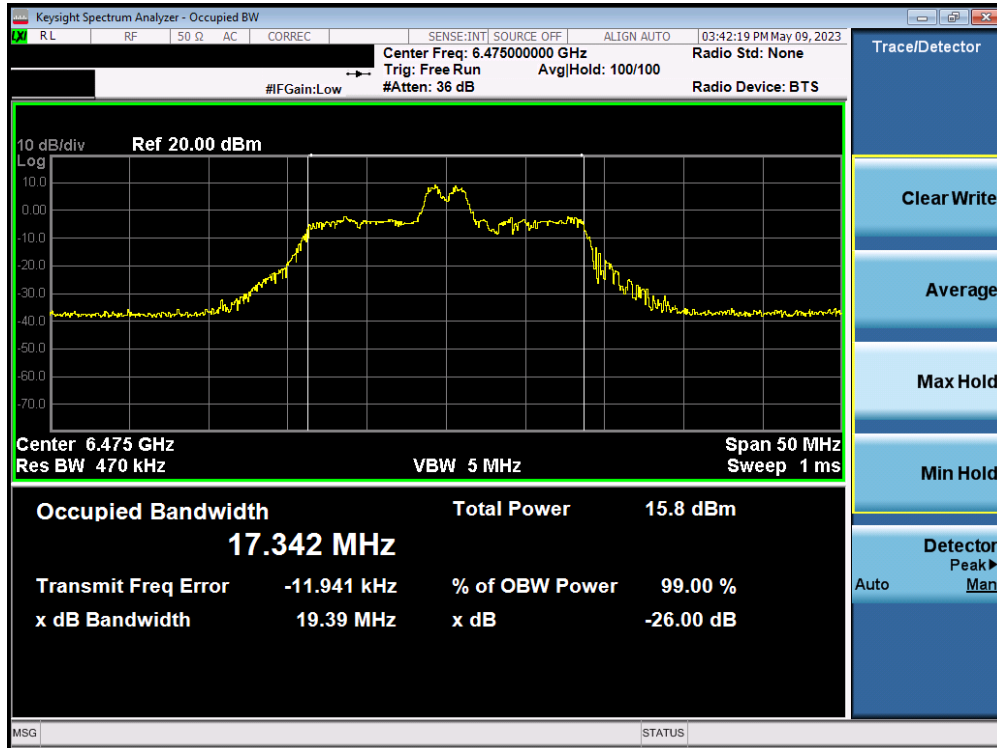 Keysight Spectrum Analyzer - Occupied BW
LXI RL RF 50 Ω AC CORREC SENSE:INT SOURCE OFF ALIGN AUTO 03:42:19 PM May 09, 2023
Center Freq: 6.475000000 GHz Radio Std: None
Trig: Free Run Avg|Hold: 100/100
#IFGain:Low #Atten: 36 dB Radio Device: BTS
Trace/Detector
10 dB/div Ref 20.00 dBm
Log
10.0
0.00
-10.0
-20.0
-30.0
-40.0
-50.0
-60.0
-70.0
Center 6.475 GHz Span 50 MHz
Res BW 470 kHz VBW 5 MHz Sweep 1 ms
Occupied Bandwidth Total Power 15.8 dBm
17.342 MHz
Transmit Freq Error -11.941 kHz % of OBW Power 99.00 %
x dB Bandwidth 19.39 MHz x dB -26.00 dB
Clear Write
Average
Max Hold
Min Hold
Detector
Peak▶
Auto Man
MSG STATUS